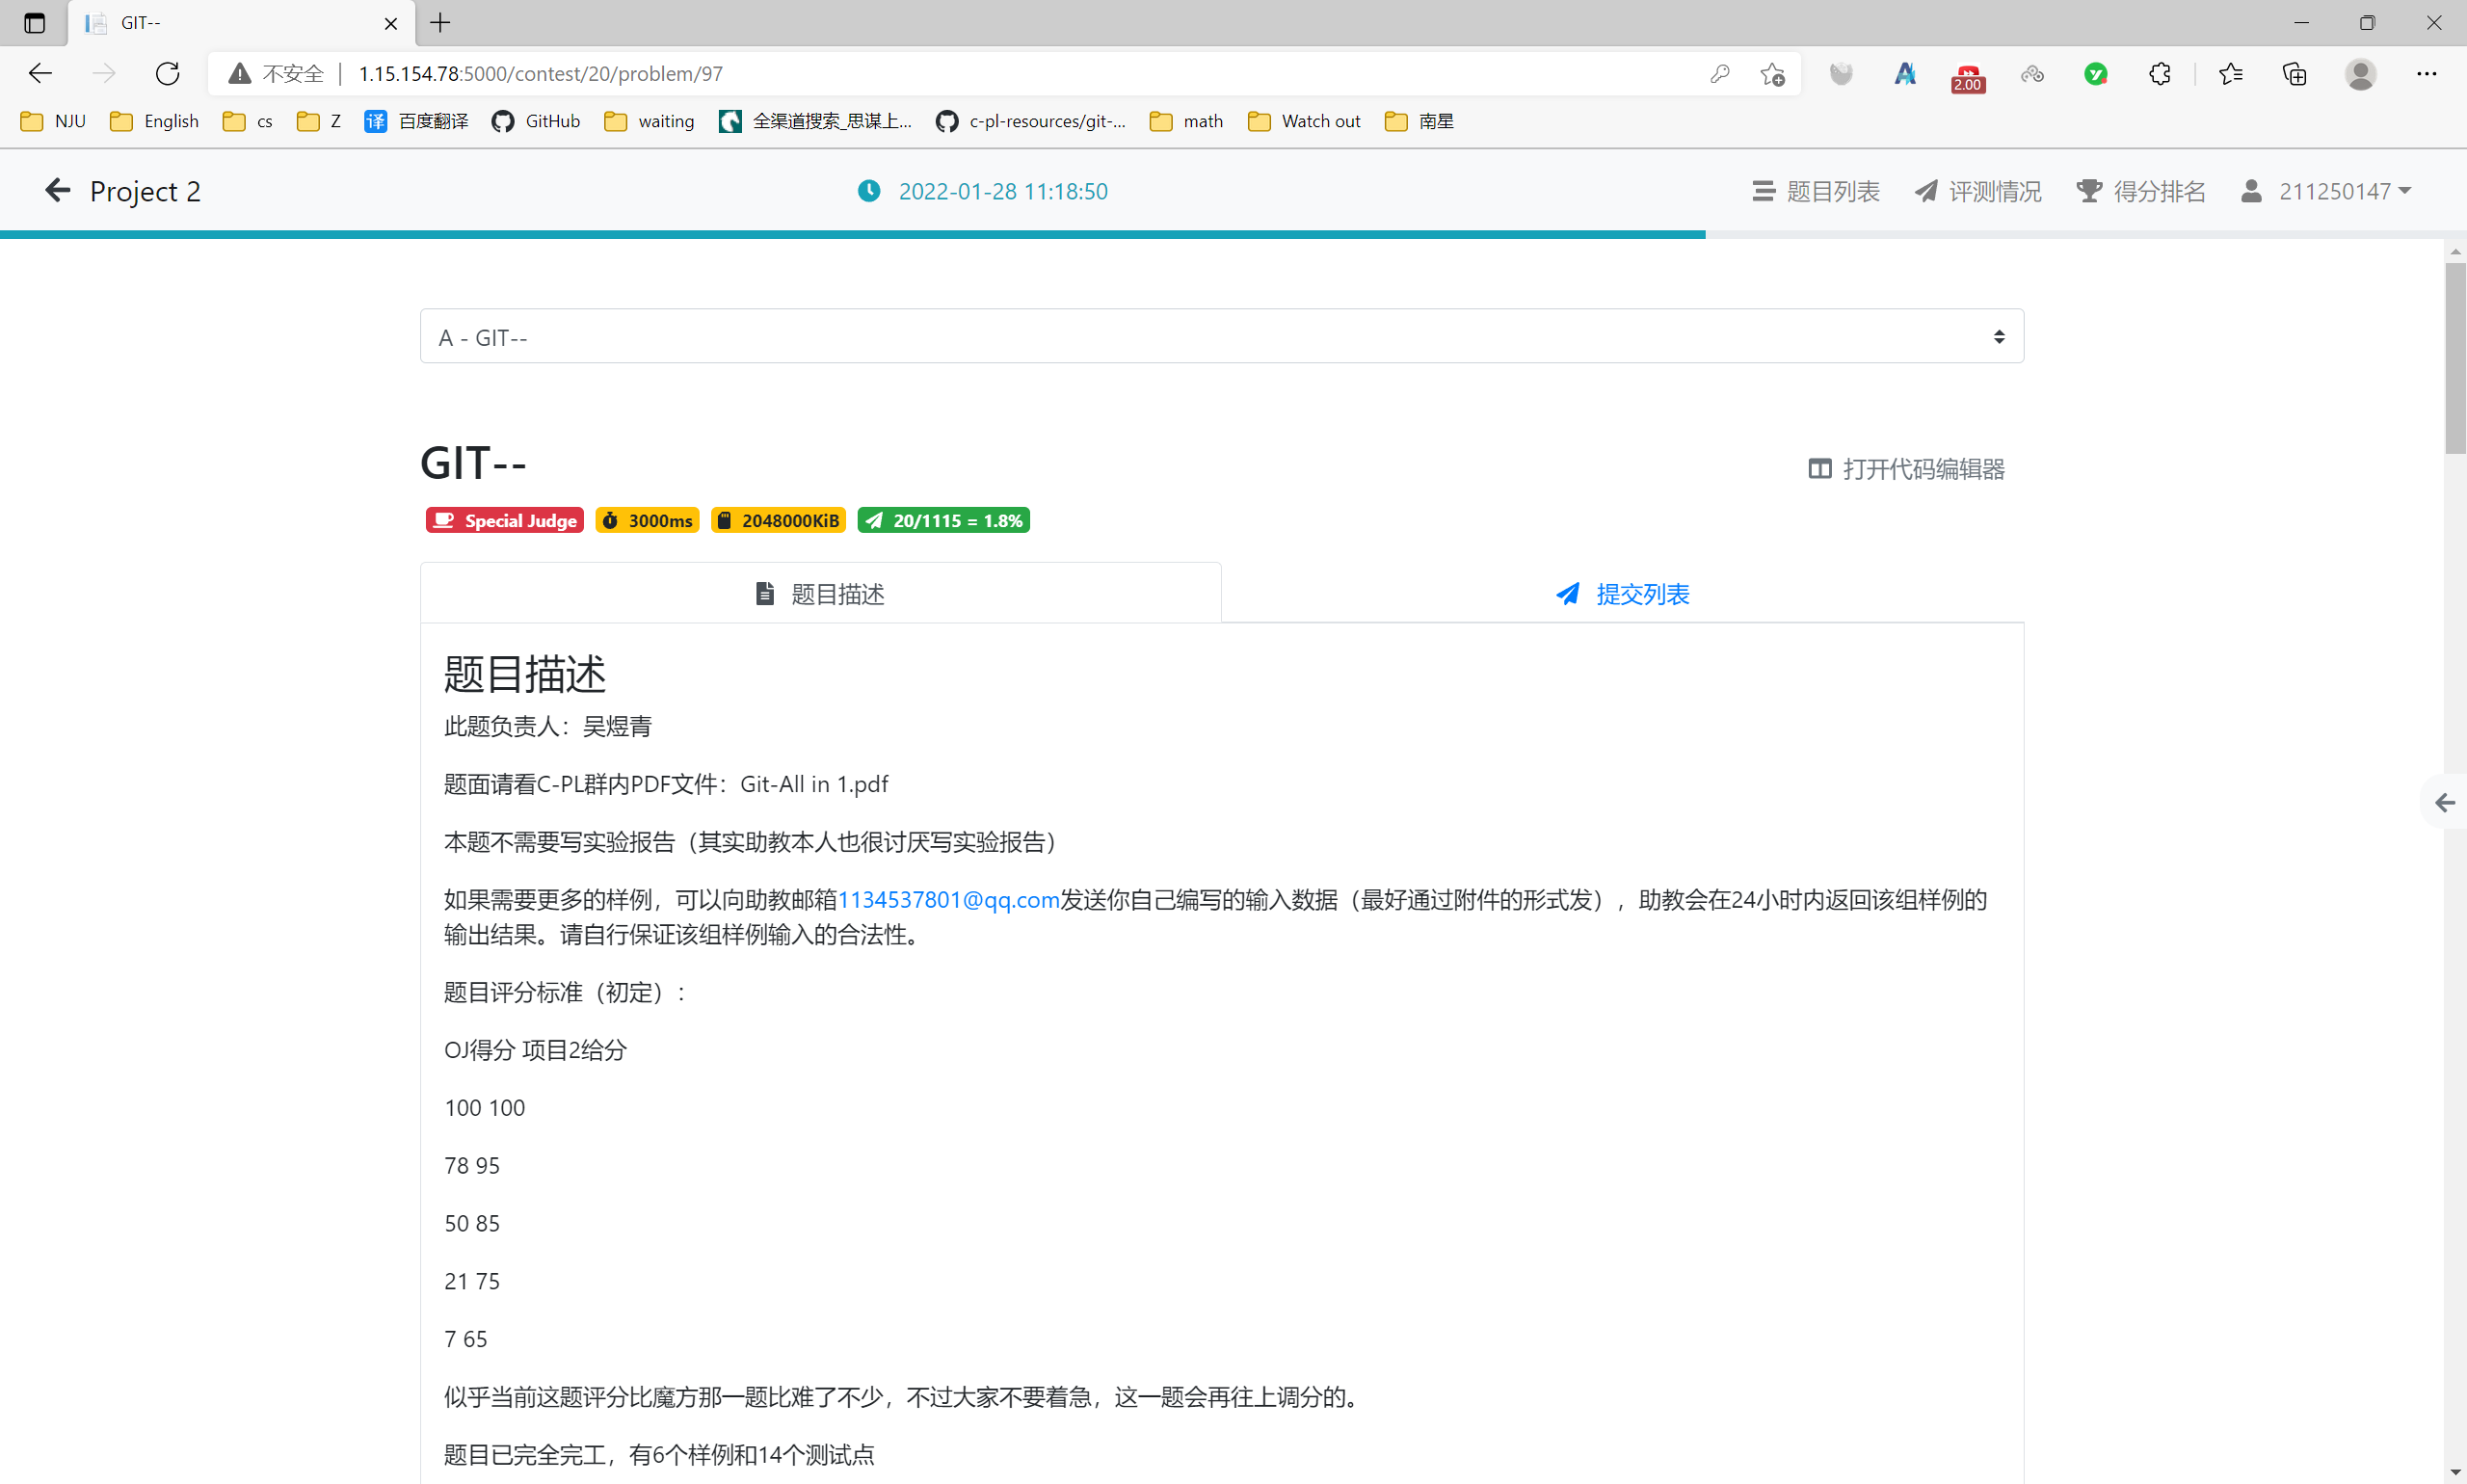 GIT--
不安全 1.15.154.78:5000/contest/20/problem/97
2.00
NJU English cs Z 译 百度翻译 GitHub waiting 全渠道搜索_思谋上... c-pl-resources/git-... math Watch out 南星
Project 2 2022-01-28 11:18:50 题目列表 评测情况 得分排名 211250147
A - GIT--
GIT-- 打开代码编辑器
Special Judge 3000ms 2048000KiB 20/1115 = 1.8%
题目描述 提交列表
题目描述
此题负责人：吴煜青
题面请看C-PL群内PDF文件：Git-All in 1.pdf
本题不需要写实验报告（其实助教本人也很讨厌写实验报告）
如果需要更多的样例，可以向助教邮箱1134537801@qq.com发送你自己编写的输入数据（最好通过附件的形式发），助教会在24小时内返回该组样例的
输出结果。请自行保证该组样例输入的合法性。
题目评分标准（初定）：
OJ得分 项目2给分
100 100
78 95
50 85
21 75
7 65
似乎当前这题评分比魔方那一题比难了不少，不过大家不要着急，这一题会再往上调分的。
题目已完全完工，有6个样例和14个测试点